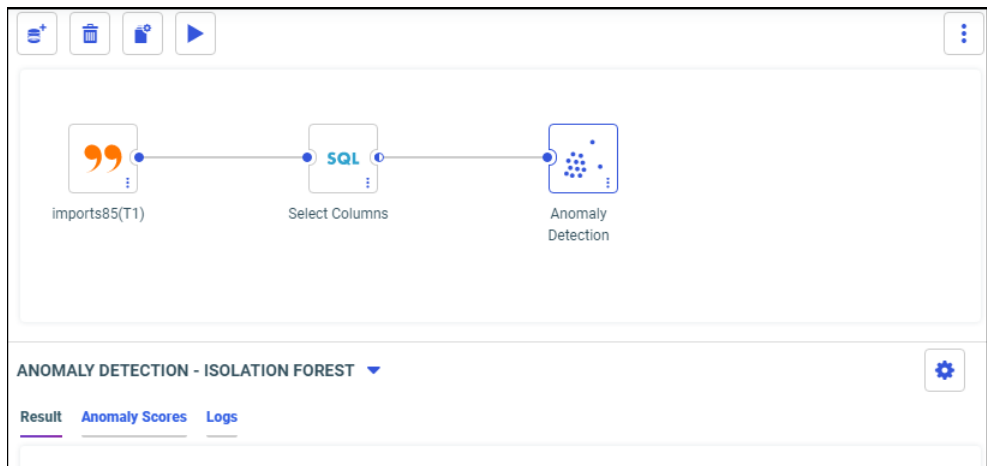 SQL
imports85(T1)
Select Columns
Anomaly
Detection
ANOMALY DETECTION - ISOLATION FOREST
Result Anomaly Scores Logs